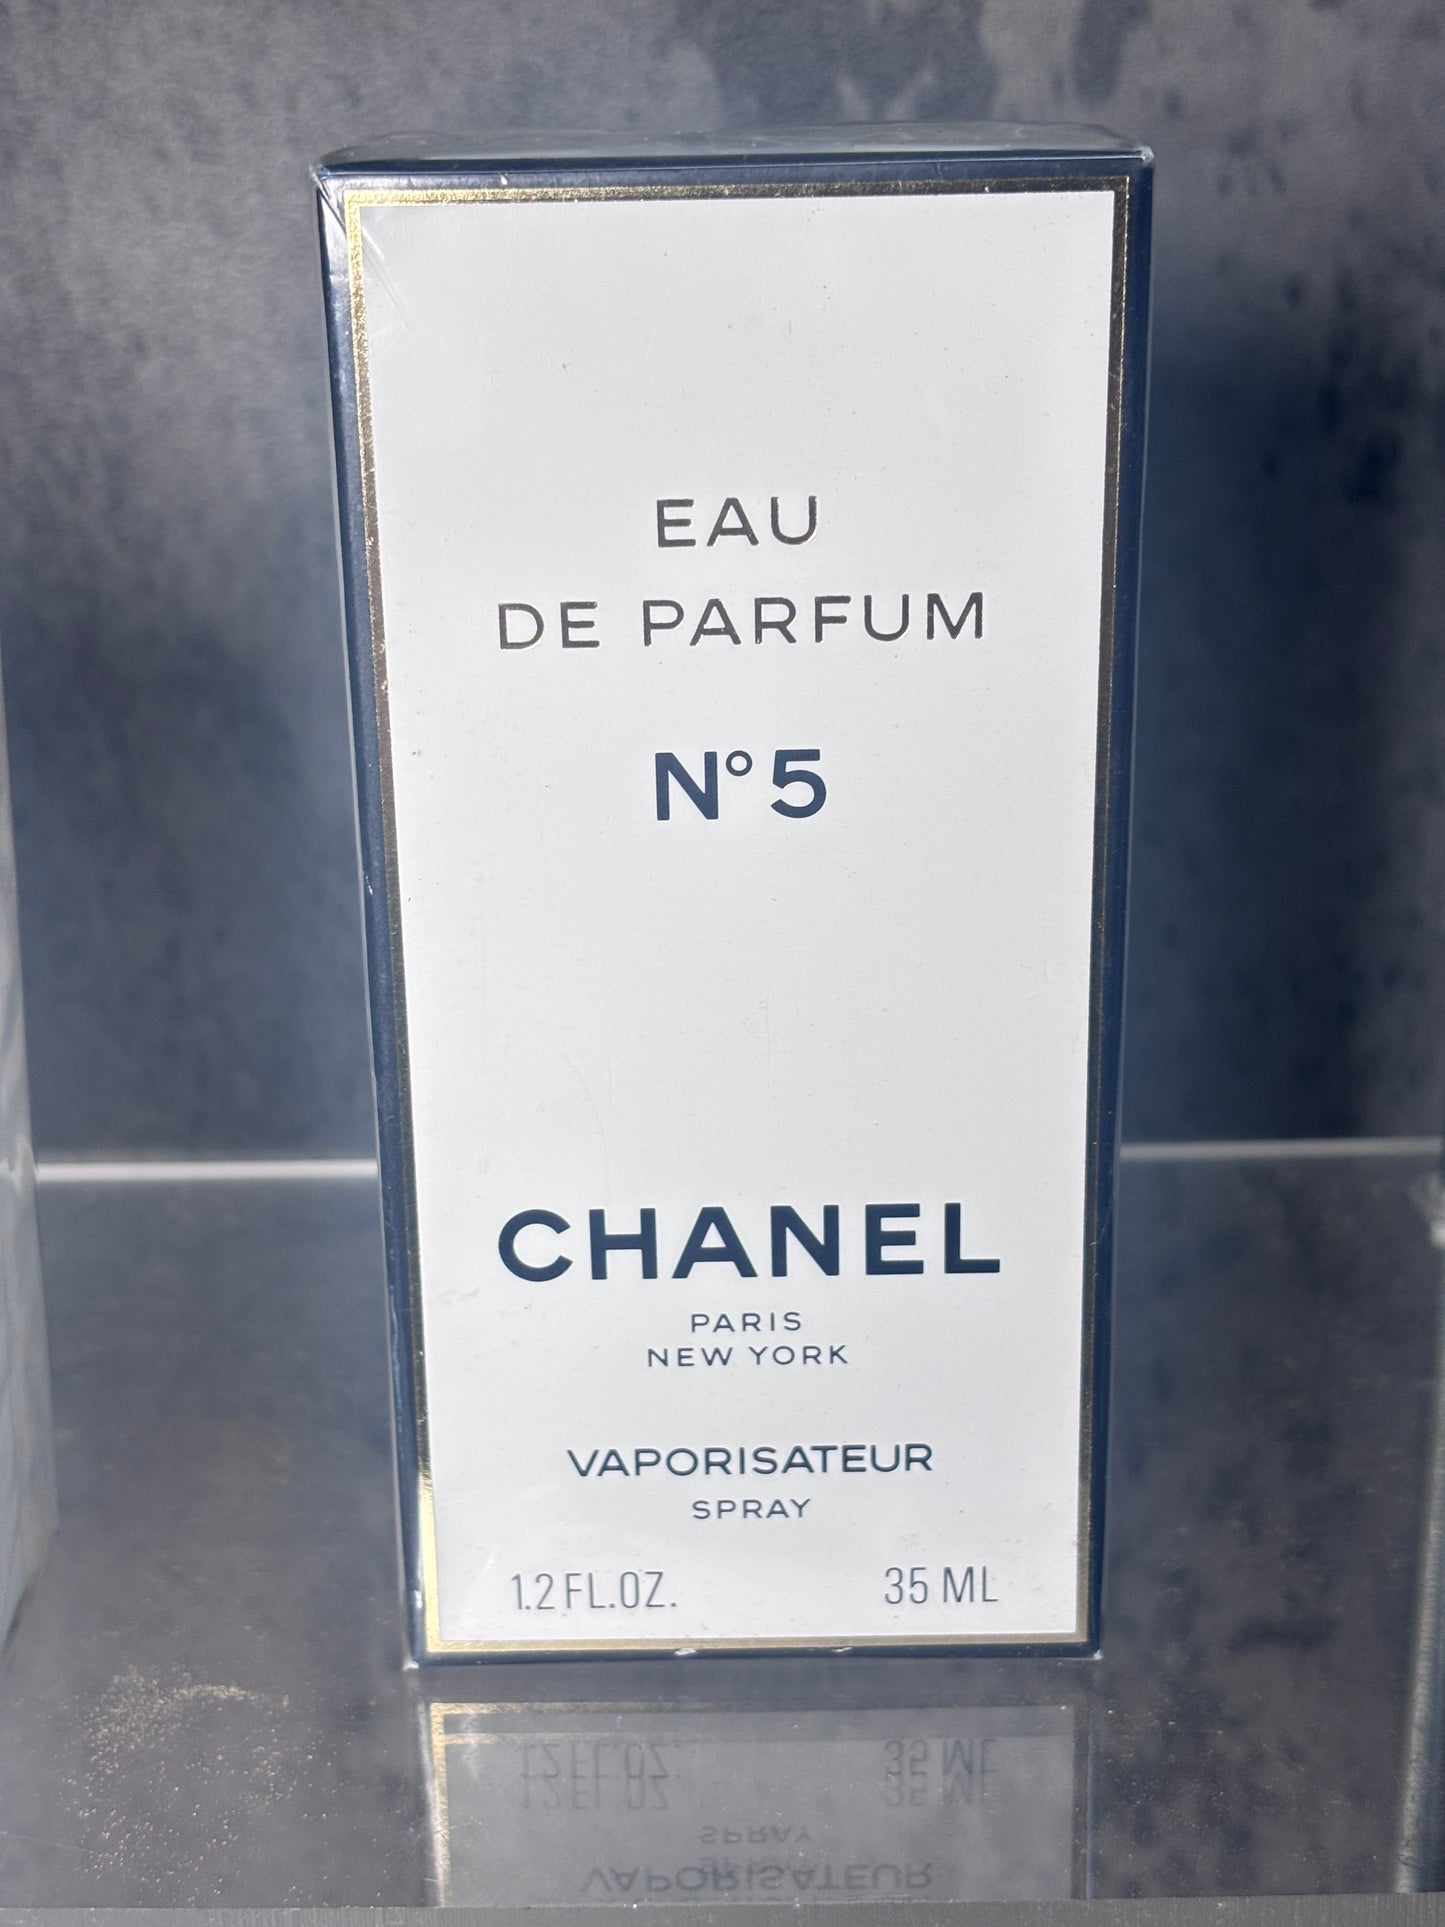 EAU
DE PARFUM
N° 5
CHANEL
PARIS
NEW YORK
VAPORISATEUR
SPRAY
1.2 FL.OZ. 35 ML